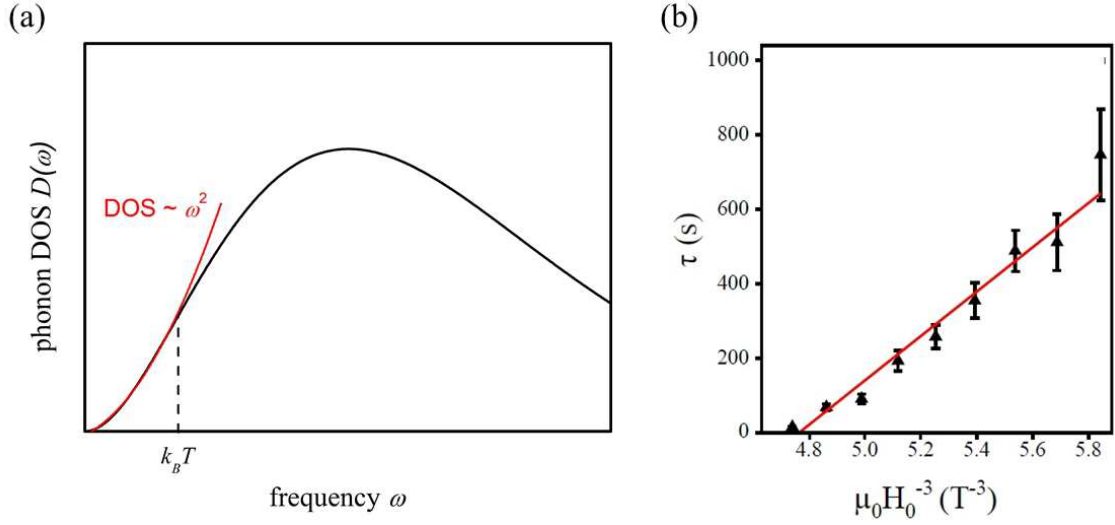 (a)
phonon DOS D(ω)
DOS ~ ω²
k_BT
frequency ω
(b)
τ (s)
1000
800
600
400
200
0
4.8 5.0 5.2 5.4 5.6 5.8
μ₀H₀⁻³ (T⁻³)